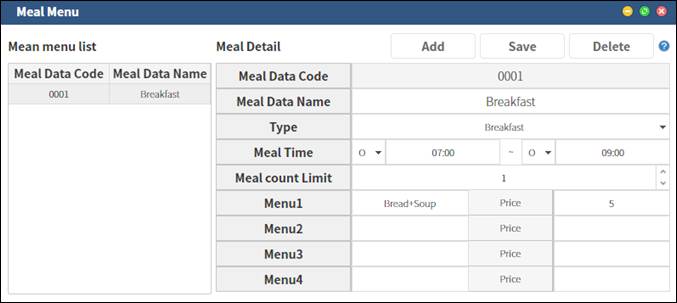 Meal Menu
Mean menu list
Meal Data Code Meal Data Name
0001 Breakfast
Meal Detail Add Save Delete ?
Meal Data Code 0001
Meal Data Name Breakfast
Type Breakfast
Meal Time O 07:00 ~ O 09:00
Meal count Limit 1
Menu1 Bread+Soup Price 5
Menu2 Price
Menu3 Price
Menu4 Price